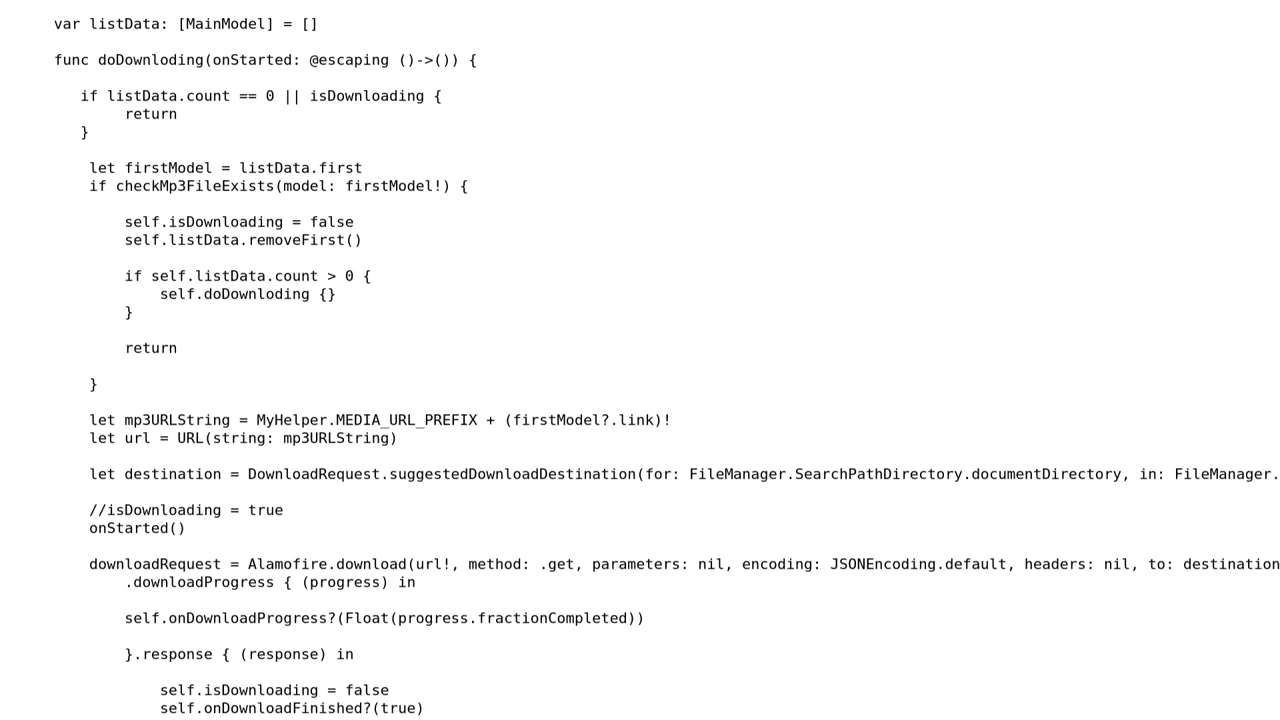 var listData: [MainModel] = []
func doDownloding(onStarted: @escaping ()->()) {
if listData.count == 0 || isDownloading {
return
}
let firstModel = listData.first
if checkMp3FileExists(model: firstModel!) {
self.isDownloading = false
self.listData.removeFirst()
if self.listData.count > 0 {
self.doDownloding {}
}
return
}
let mp3URLString = MyHelper.MEDIA_URL_PREFIX + (firstModel?.link)!
let url = URL(string: mp3URLString)
let destination = DownloadRequest.suggestedDownloadDestination(for: FileManager.SearchPathDirectory.documentDirectory, in: FileManager.
//isDownloading = true
onStarted()
downloadRequest = Alamofire.download(url!, method: .get, parameters: nil, encoding: JSONEncoding.default, headers: nil, to: destination
.downloadProgress { (progress) in
self.onDownloadProgress?(Float(progress.fractionCompleted))
}.response { (response) in
self.isDownloading = false
self.onDownloadFinished?(true)